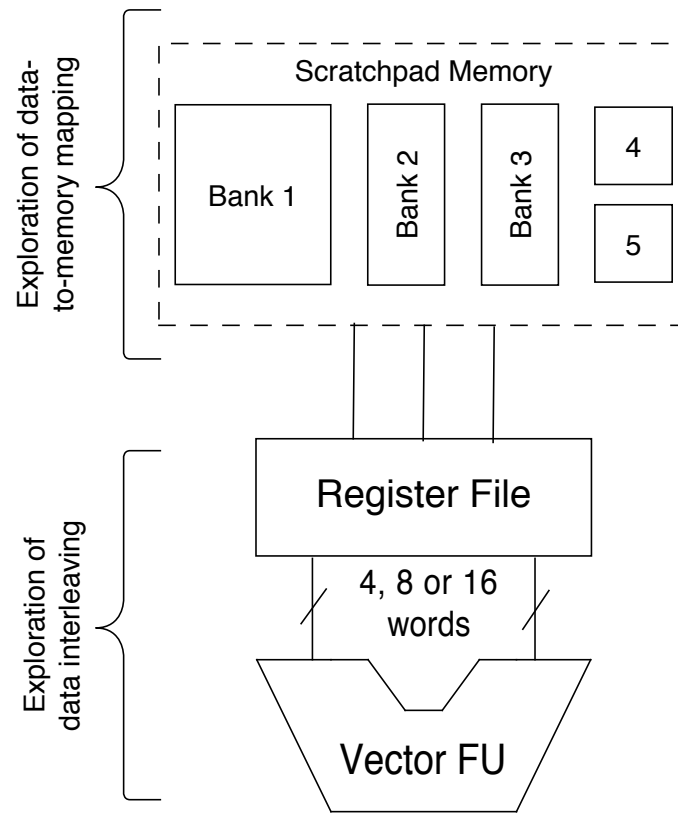 Exploration of data-
to-memory mapping
Scratchpad Memory
Bank 1
Bank 2
Bank 3
4
5
Exploration of
data interleaving
Register File
4, 8 or 16
words
Vector FU